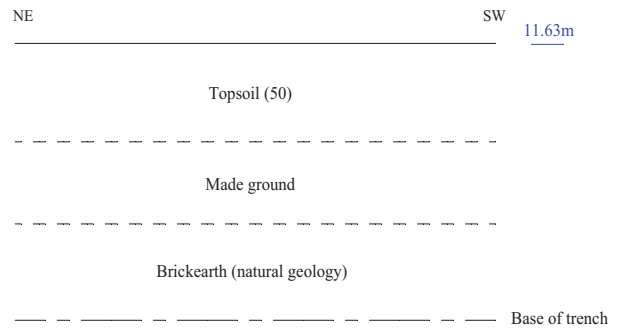 NE
SW
11.63m
Topsoil (50)
Made ground
Brickearth (natural geology)
Base of trench